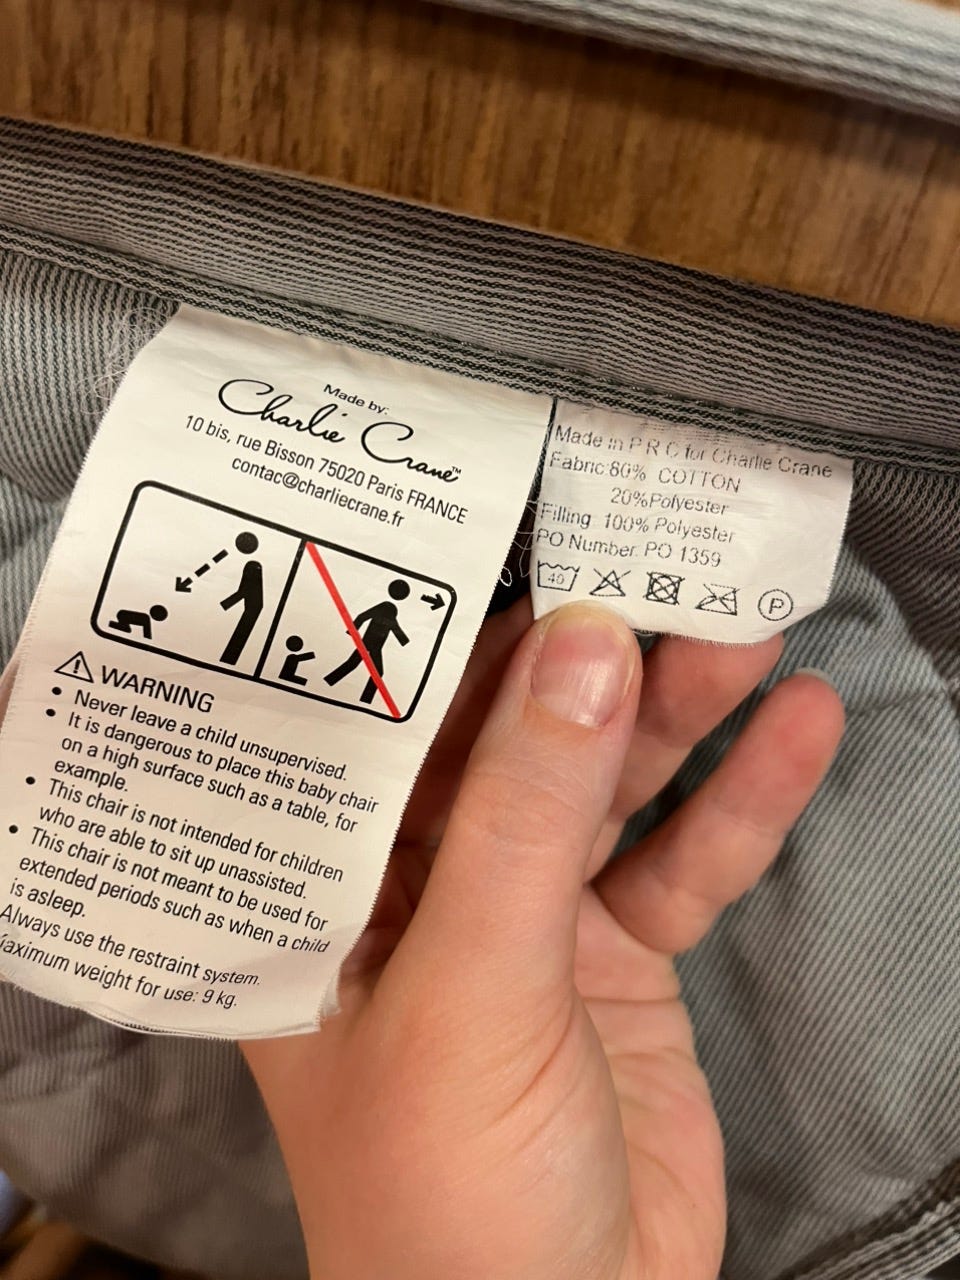 Made by:
Charlie Crane™
10 bis, rue Bisson 75020 Paris FRANCE
contac@charliecrane.fr
WARNING
• Never leave a child unsupervised.
• It is dangerous to place this baby chair
on a high surface such as a table, for
example.
• This chair is not intended for children
who are able to sit up unassisted.
• This chair is not meant to be used for
extended periods such as when a child
is asleep.
Always use the restraint system.
Maximum weight for use: 9 kg.
Made in P R C for Charlie Crane
Fabric:80% COTTON
20%Polyester
Filling 100% Polyester
PO Number. PO 1359
40
P